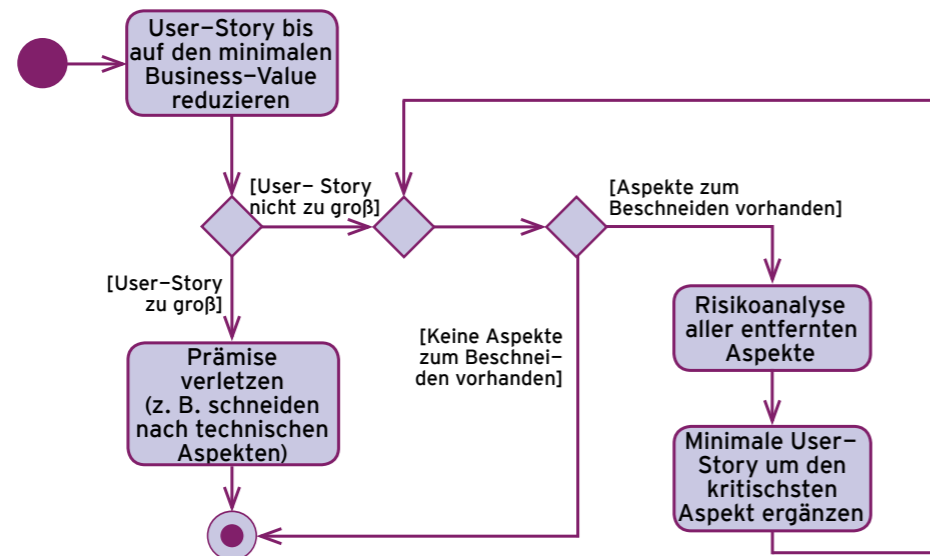 User-Story bis
auf den minimalen
Business-Value
reduzieren
[User- Story
nicht zu groß]
[Aspekte zum
Beschneiden vorhanden]
[User-Story
zu groß]
Prämise
verletzen
(z. B. schneiden
nach technischen
Aspekten)
[Keine Aspekte
zum Beschnei-
den vorhanden]
Risikoanalyse
aller entfernten
Aspekte
Minimale User-
Story um den
kritischsten
Aspekt ergänzen